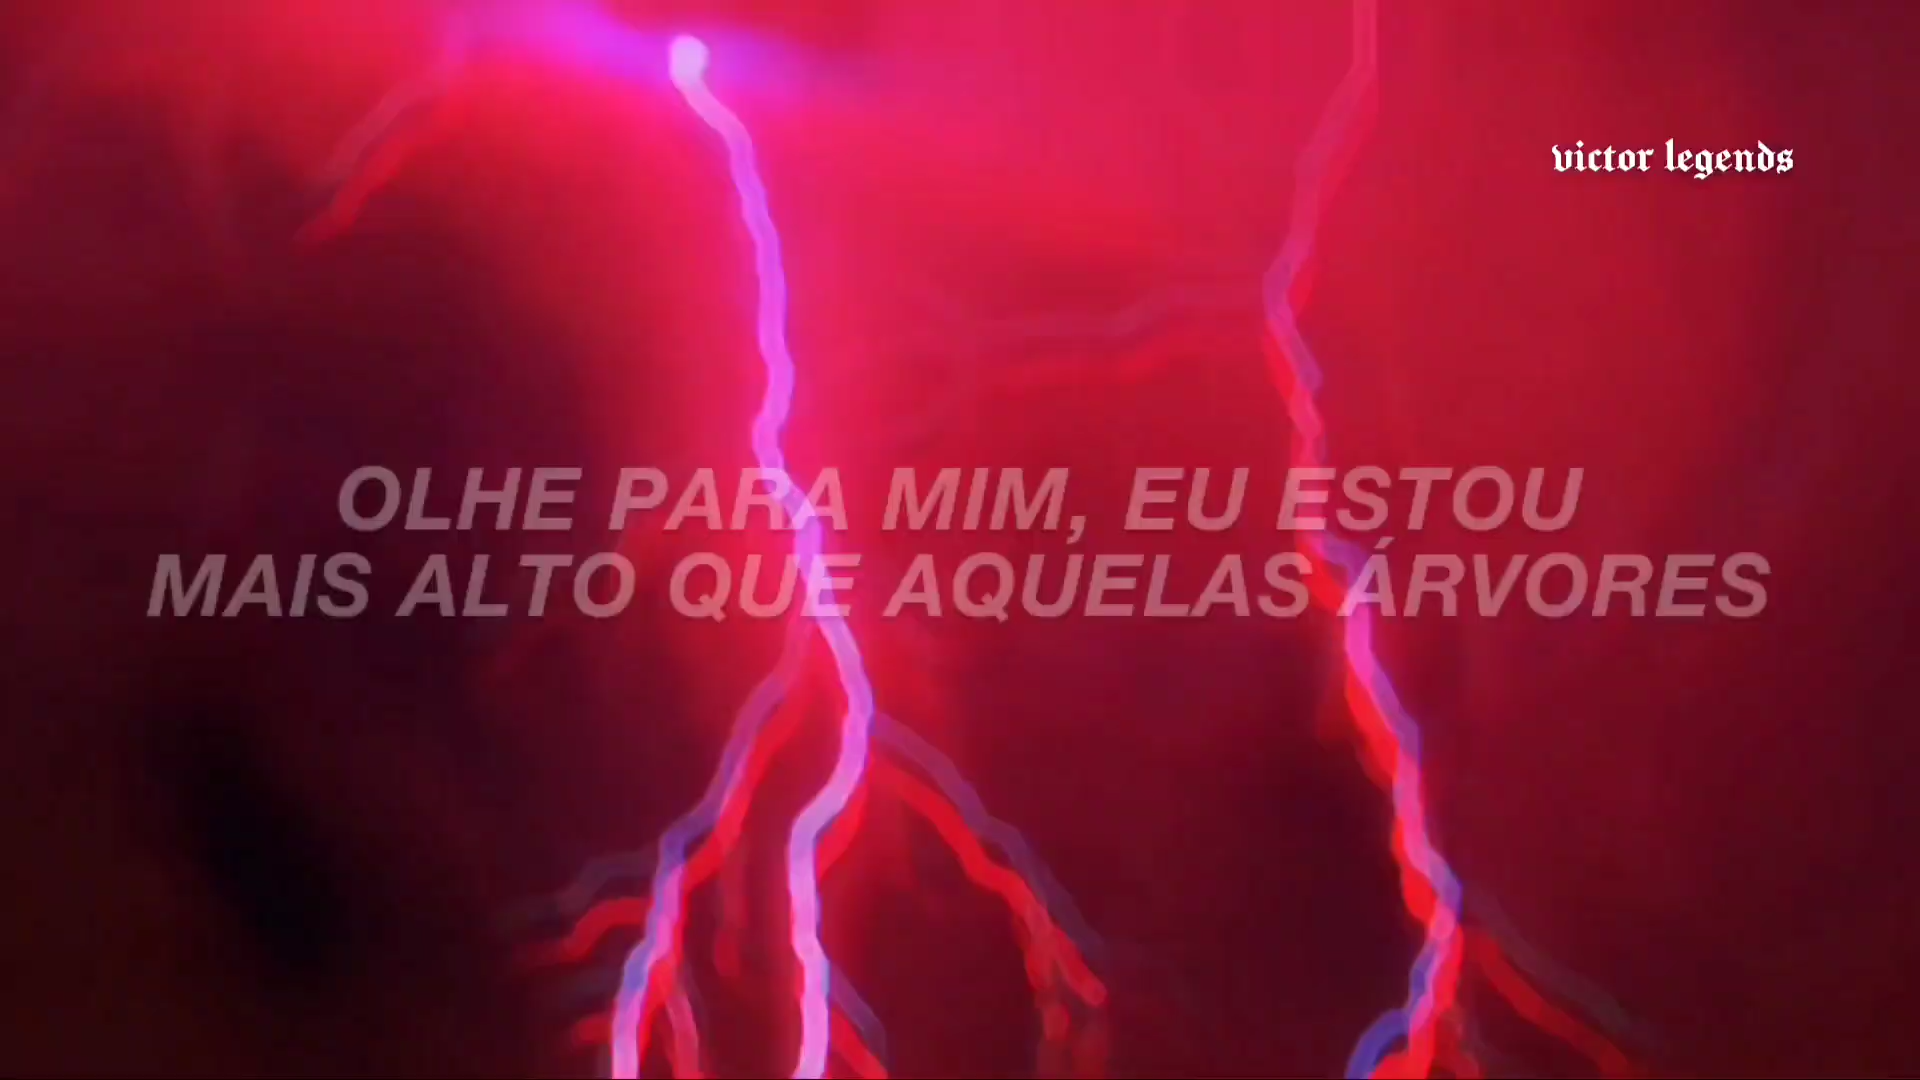 victor legends
OLHE PARA MIM, EU ESTOU
MAIS ALTO QUE AQUELAS ÁRVORES